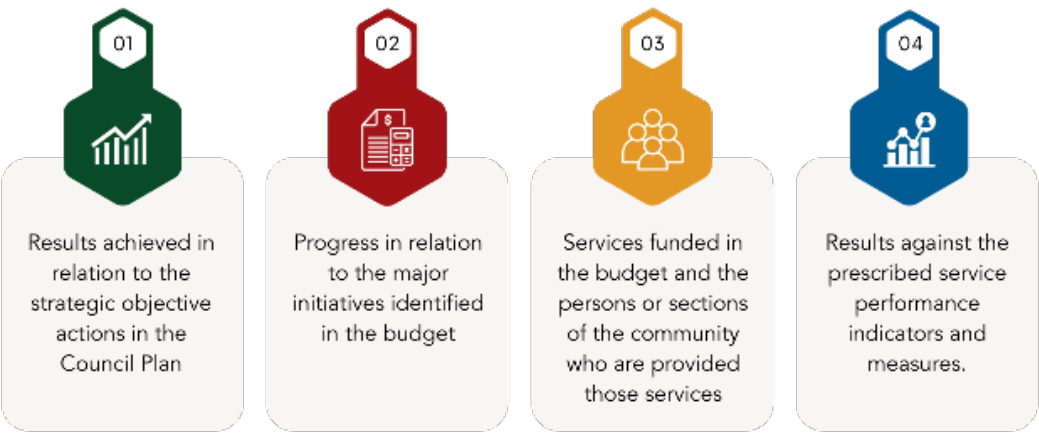 01
Results achieved in
relation to the
strategic objective
actions in the
Council Plan
02
$
Progress in relation
to the major
initiatives identified
in the budget
03
Services funded in
the budget and the
persons or sections
of the community
who are provided
those services
04
Results against the
prescribed service
performance
indicators and
measures.